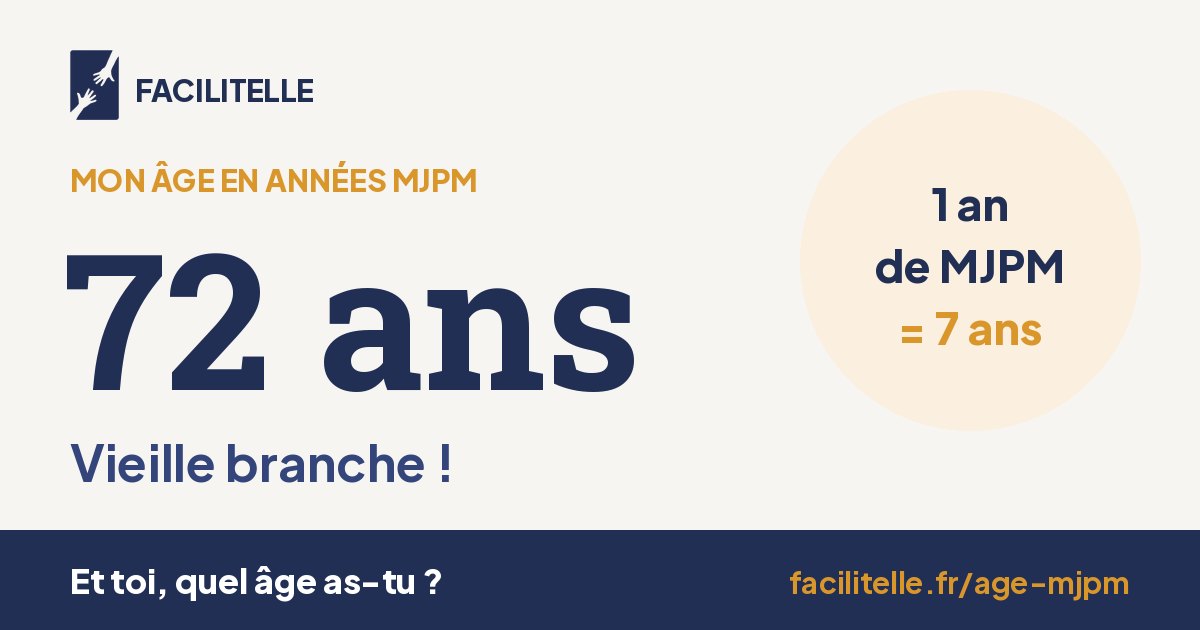 FACILITELLE
MON ÂGE EN ANNÉES MJPM
72 ans
Vieille branche !
1 an
de MJPM
= 7 ans
Et toi, quel âge as-tu ?
facilitelle.fr/age-mjpm